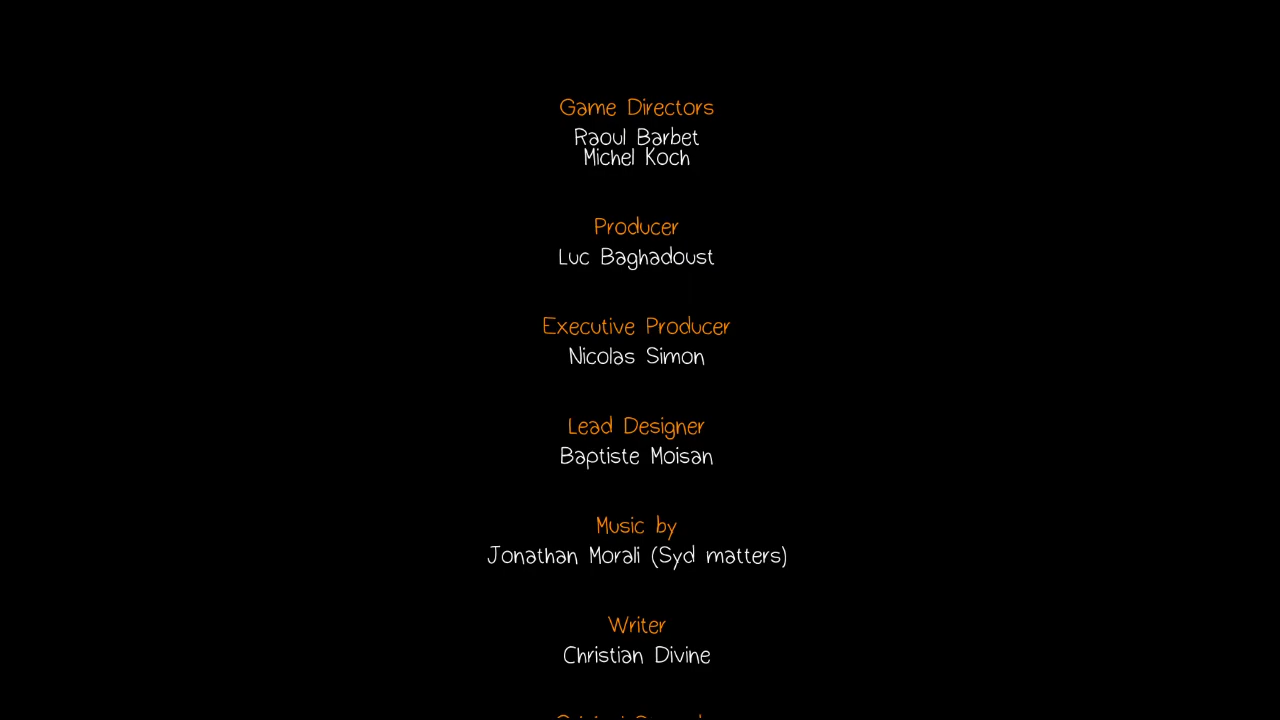 Game Directors
Raoul Barbet
Michel Koch
Producer
Luc Baghadoust
Executive Producer
Nicolas Simon
Lead Designer
Baptiste Moisan
Music by
Jonathan Morali (Syd matters)
Writer
Christian Divine